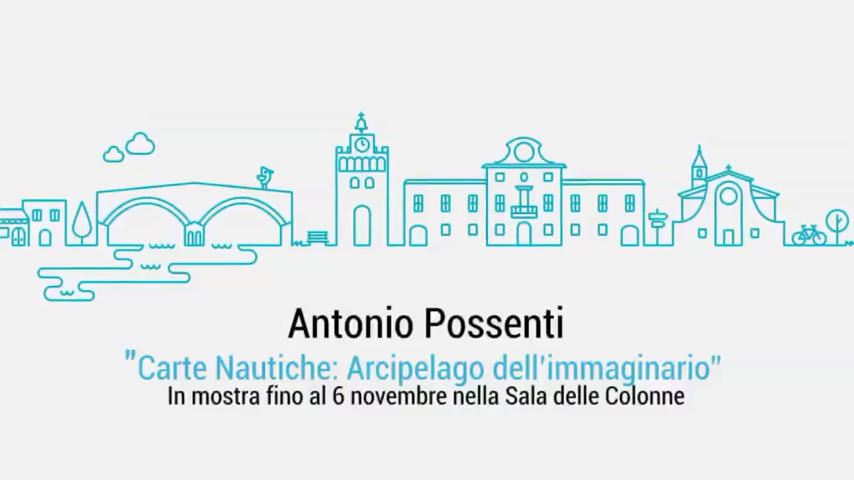 Antonio Possenti
"Carte Nautiche: Arcipelago dell'immaginario"
In mostra fino al 6 novembre nella Sala delle Colonne